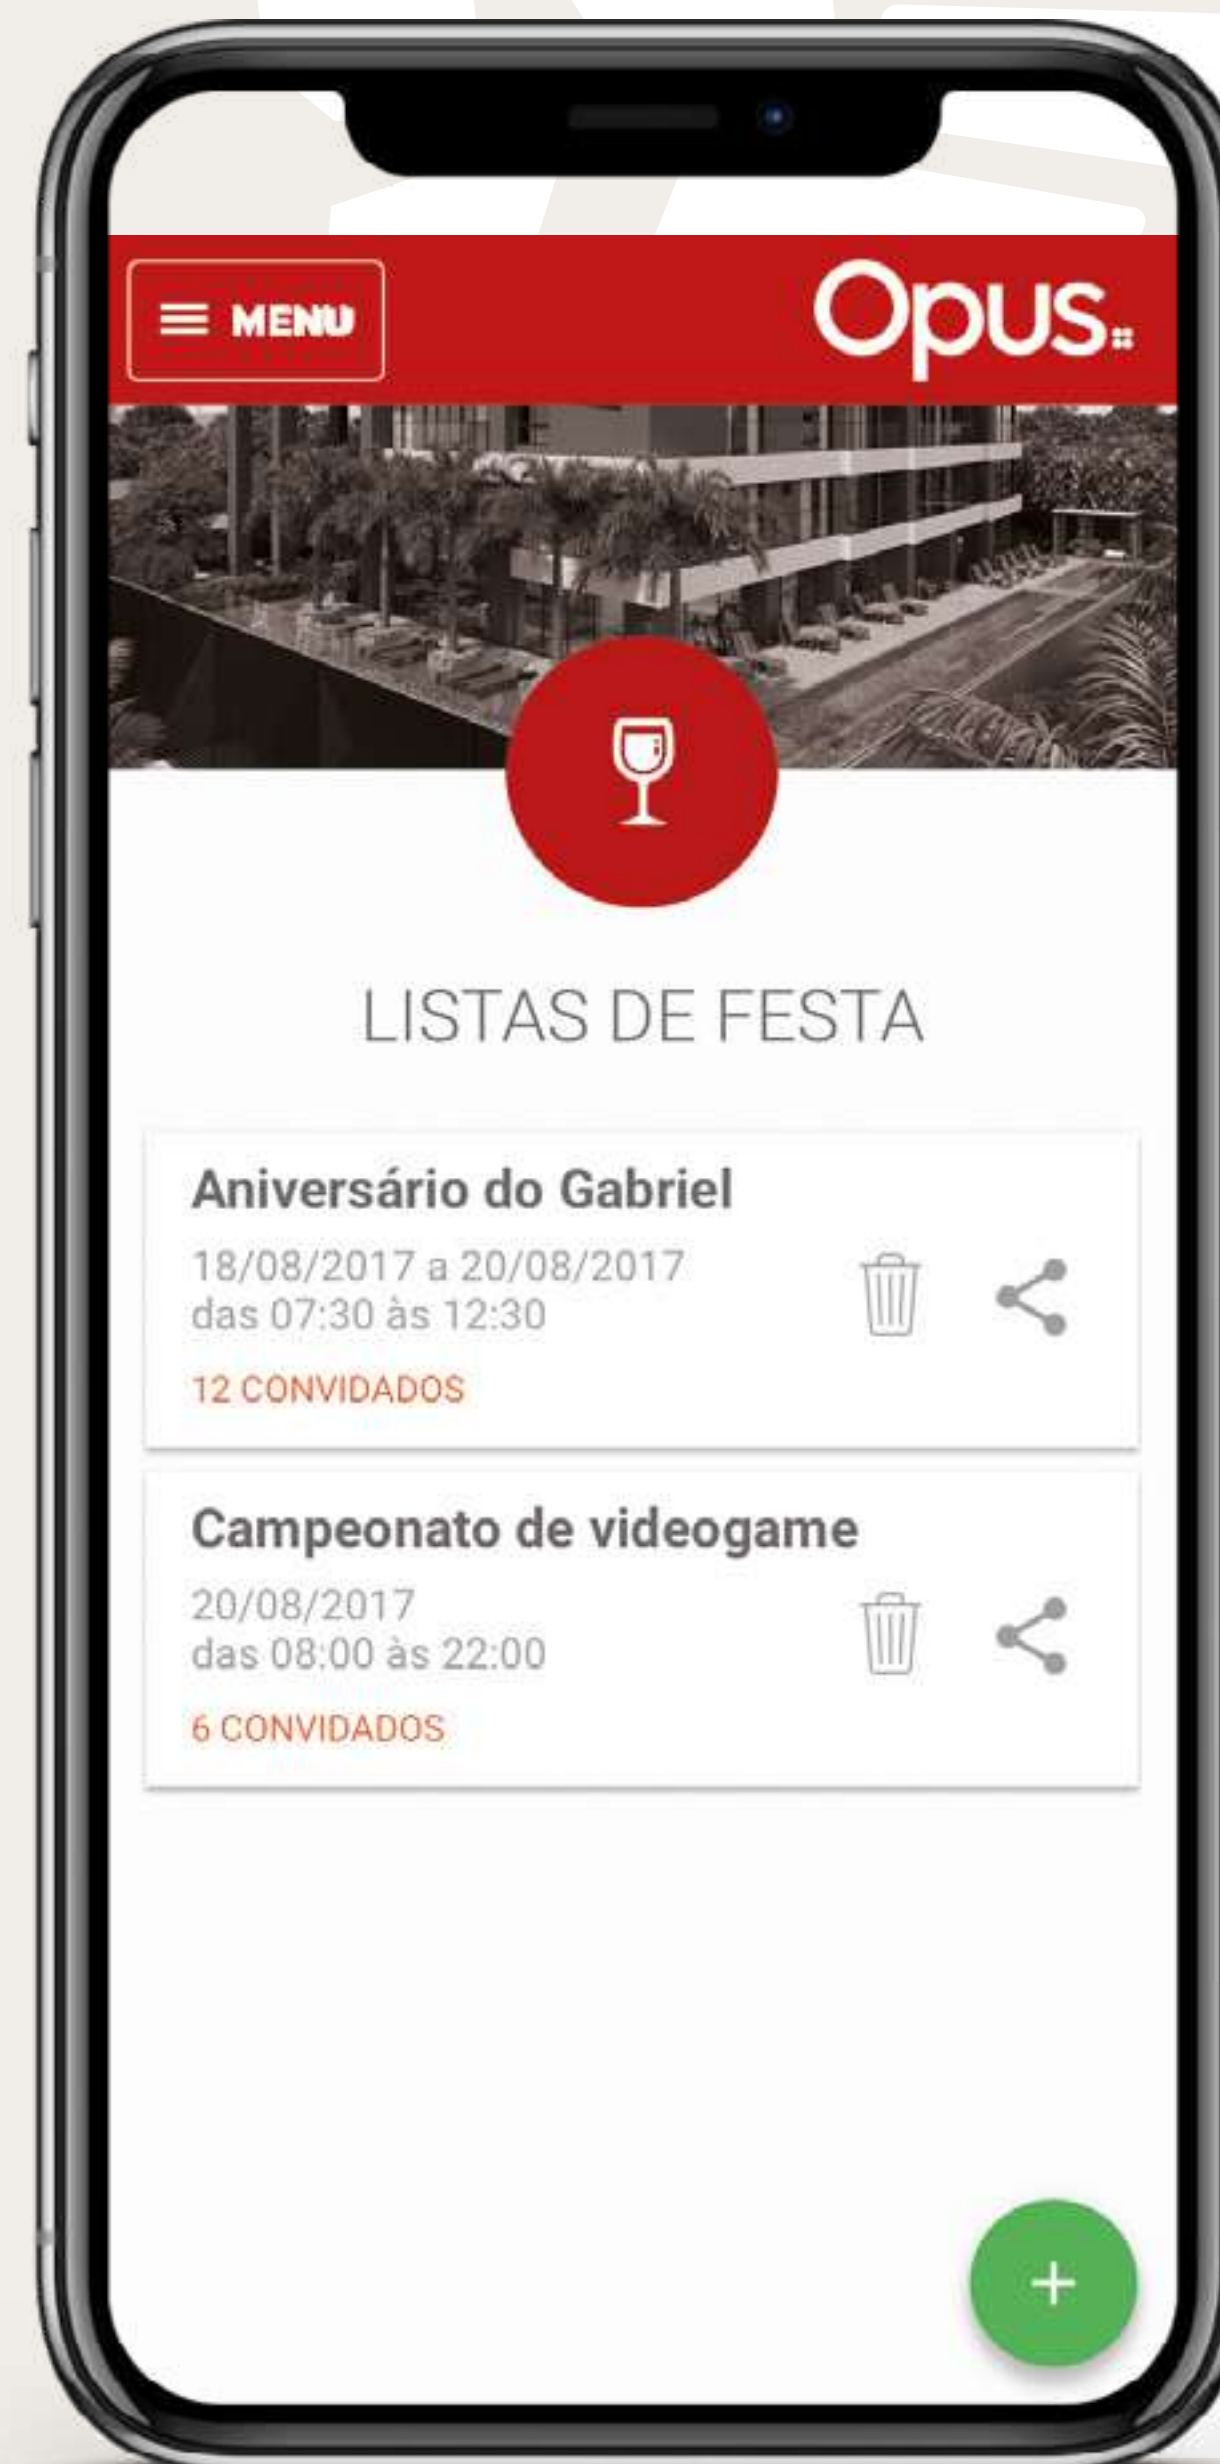 MENU
Opus
LISTAS DE FESTA
Aniversário do Gabriel
18/08/2017 a 20/08/2017
das 07:30 às 12:30
12 CONVIDADOS
Campeonato de videogame
20/08/2017
das 08:00 às 22:00
6 CONVIDADOS
+